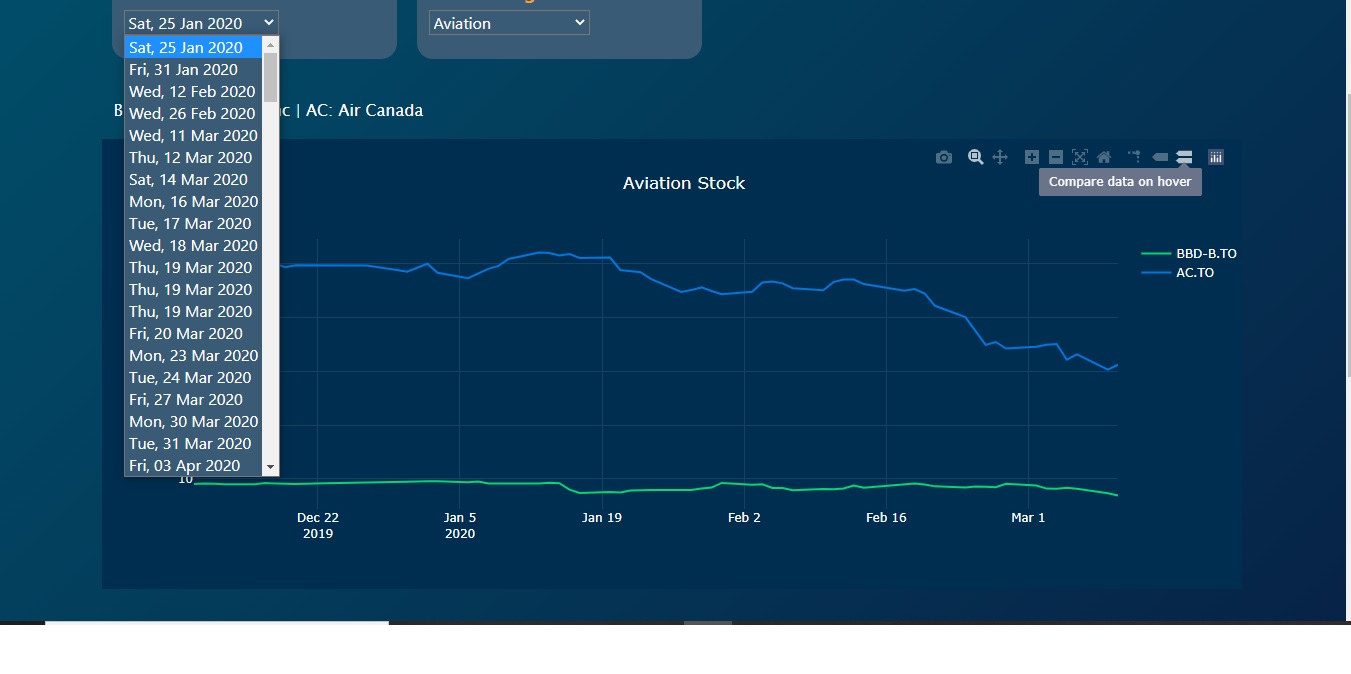 Sat, 25 Jan 2020
Aviation
Sat, 25 Jan 2020
Fri, 31 Jan 2020
Wed, 12 Feb 2020
Wed, 26 Feb 2020
Wed, 11 Mar 2020
Thu, 12 Mar 2020
Sat, 14 Mar 2020
Mon, 16 Mar 2020
Tue, 17 Mar 2020
Wed, 18 Mar 2020
Thu, 19 Mar 2020
Thu, 19 Mar 2020
Thu, 19 Mar 2020
Fri, 20 Mar 2020
Mon, 23 Mar 2020
Tue, 24 Mar 2020
Fri, 27 Mar 2020
Mon, 30 Mar 2020
Tue, 31 Mar 2020
Fri, 03 Apr 2020
| AC: Air Canada
Compare data on hover
Aviation Stock
BBD-B.TO
AC.TO
10
Dec 22
2019
Jan 5
2020
Jan 19
Feb 2
Feb 16
Mar 1